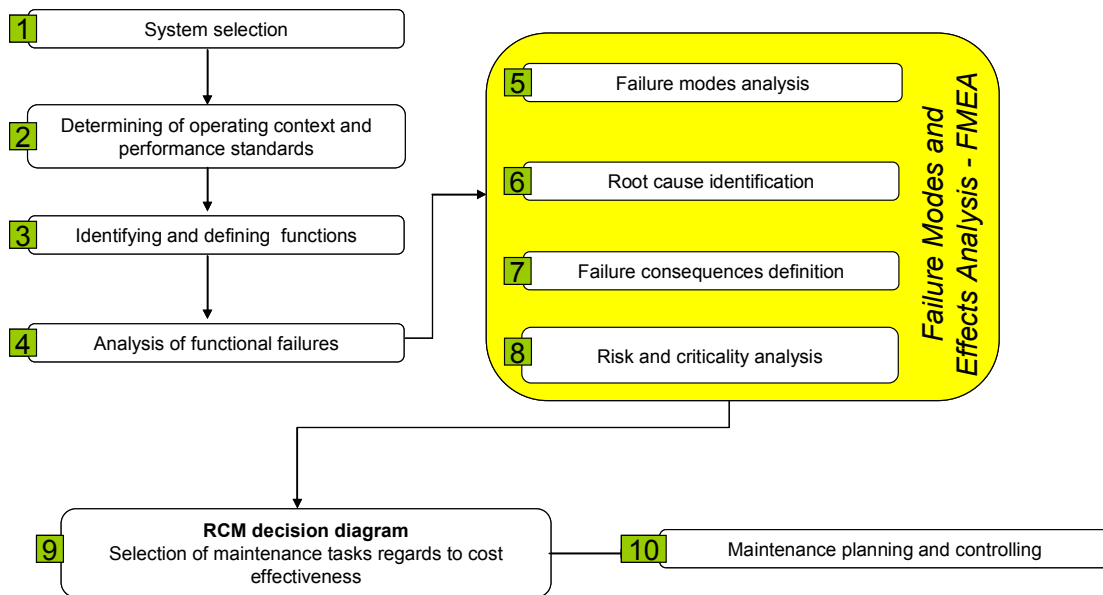 1
System selection
2
Determining of operating context and
performance standards
3
Identifying and defining functions
4
Analysis of functional failures
5
Failure modes analysis
6
Root cause identification
7
Failure consequences definition
8
Risk and criticality analysis
Failure Modes and
Effects Analysis - FMEA
9
RCM decision diagram
Selection of maintenance tasks regards to cost
effectiveness
10
Maintenance planning and controlling